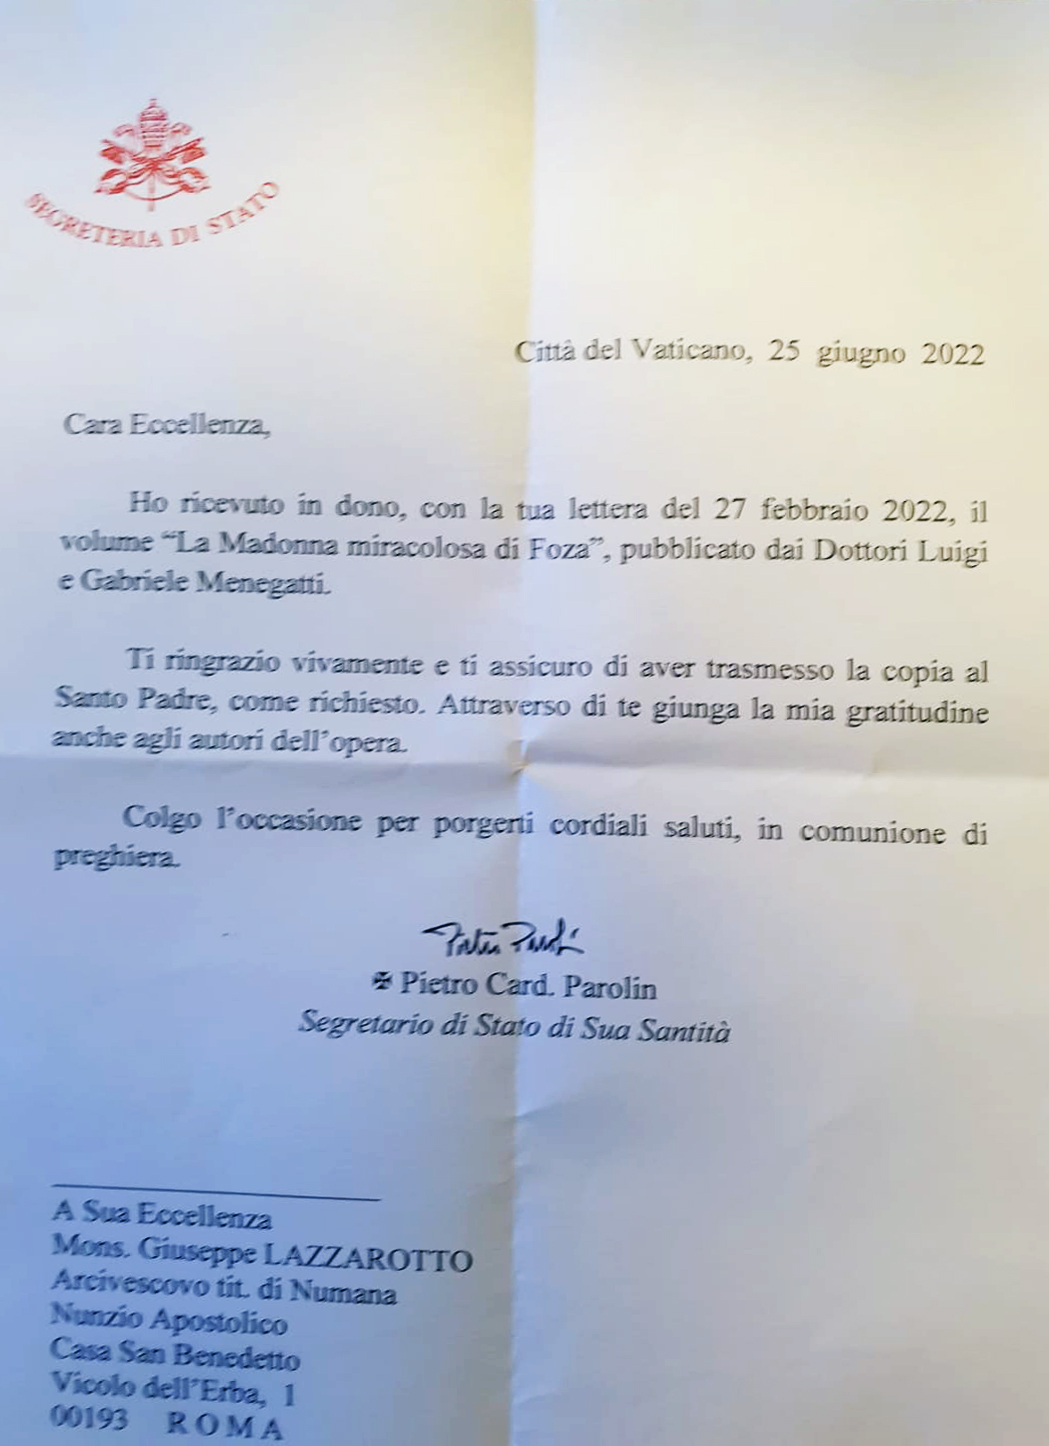 SEGRETERIA DI STATO
Città del Vaticano, 25 giugno 2022
Cara Eccellenza,
Ho ricevuto in dono, con la tua lettera del 27 febbraio 2022, il
volume “La Madonna miracolosa di Foza”, pubblicato dai Dottori Luigi
e Gabriele Menegatti.
Ti ringrazio vivamente e ti assicuro di aver trasmesso la copia al
Santo Padre, come richiesto. Attraverso di te giunga la mia gratitudine
anche agli autori dell’opera.
Colgo l’occasione per porgerti cordiali saluti, in comunione di
preghiera.
Pietro Parolin
✠ Pietro Card. Parolin
Segretario di Stato di Sua Santità
A Sua Eccellenza
Mons. Giuseppe LAZZAROTTO
Arcivescovo tit. di Numana
Nunzio Apostolico
Casa San Benedetto
Vicolo dell’Erba, 1
00193 ROMA